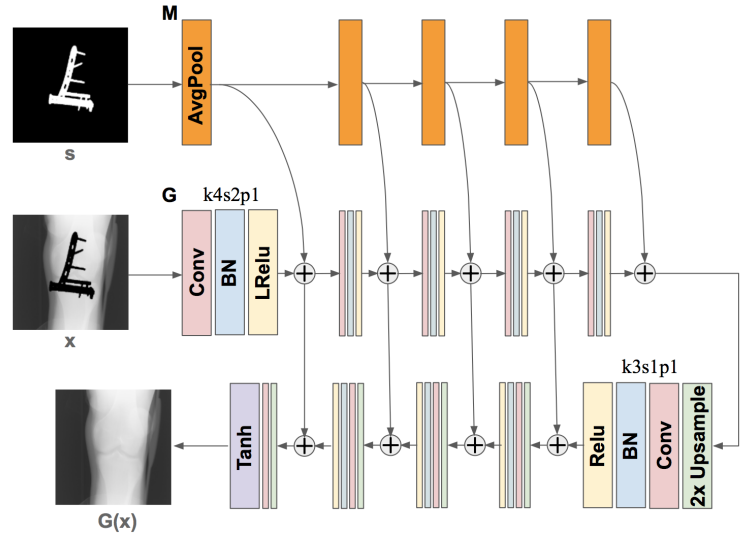 M
AvgPool
s
G
k4s2p1
Conv
BN
LRelu
x
k3s1p1
Tanh
Relu
BN
Conv
2x Upsample
G(x)